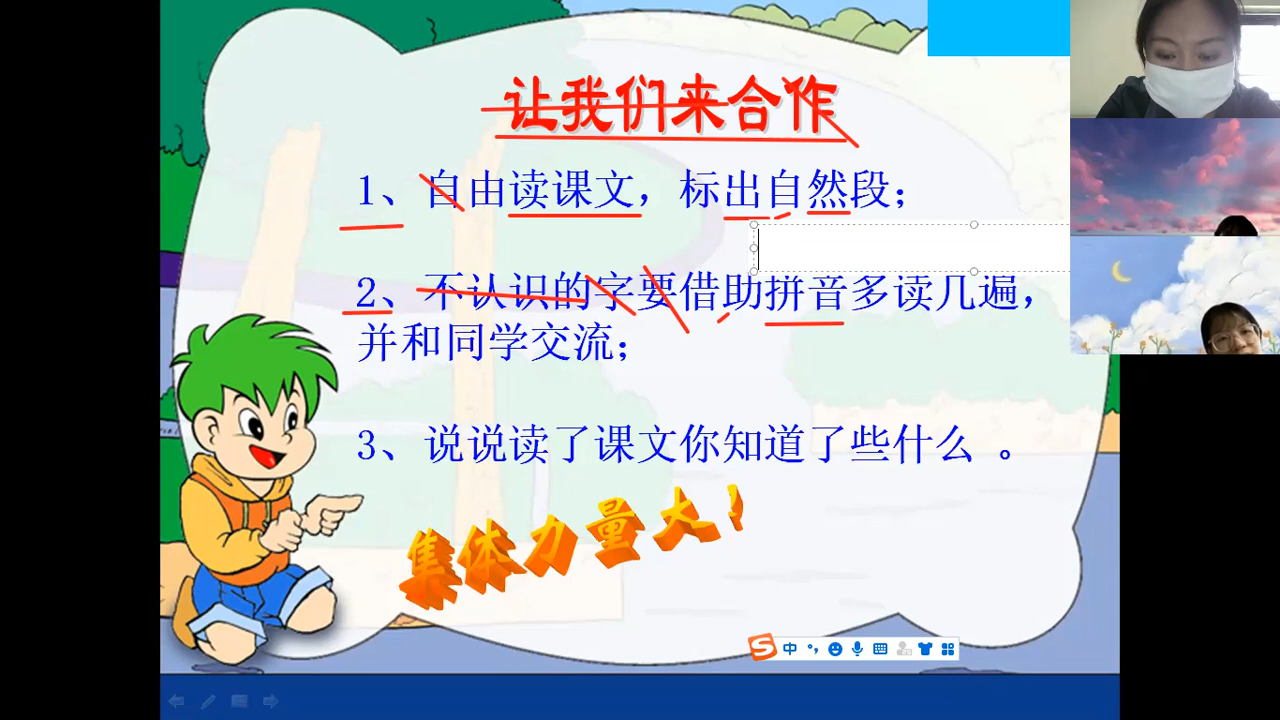 让我们来合作
1、自由读课文，标出自然段；
2、不认识的字要借助拼音多读几遍，
并和同学交流；
3、说说读了课文你知道了些什么 。
集体力量大！
S 中